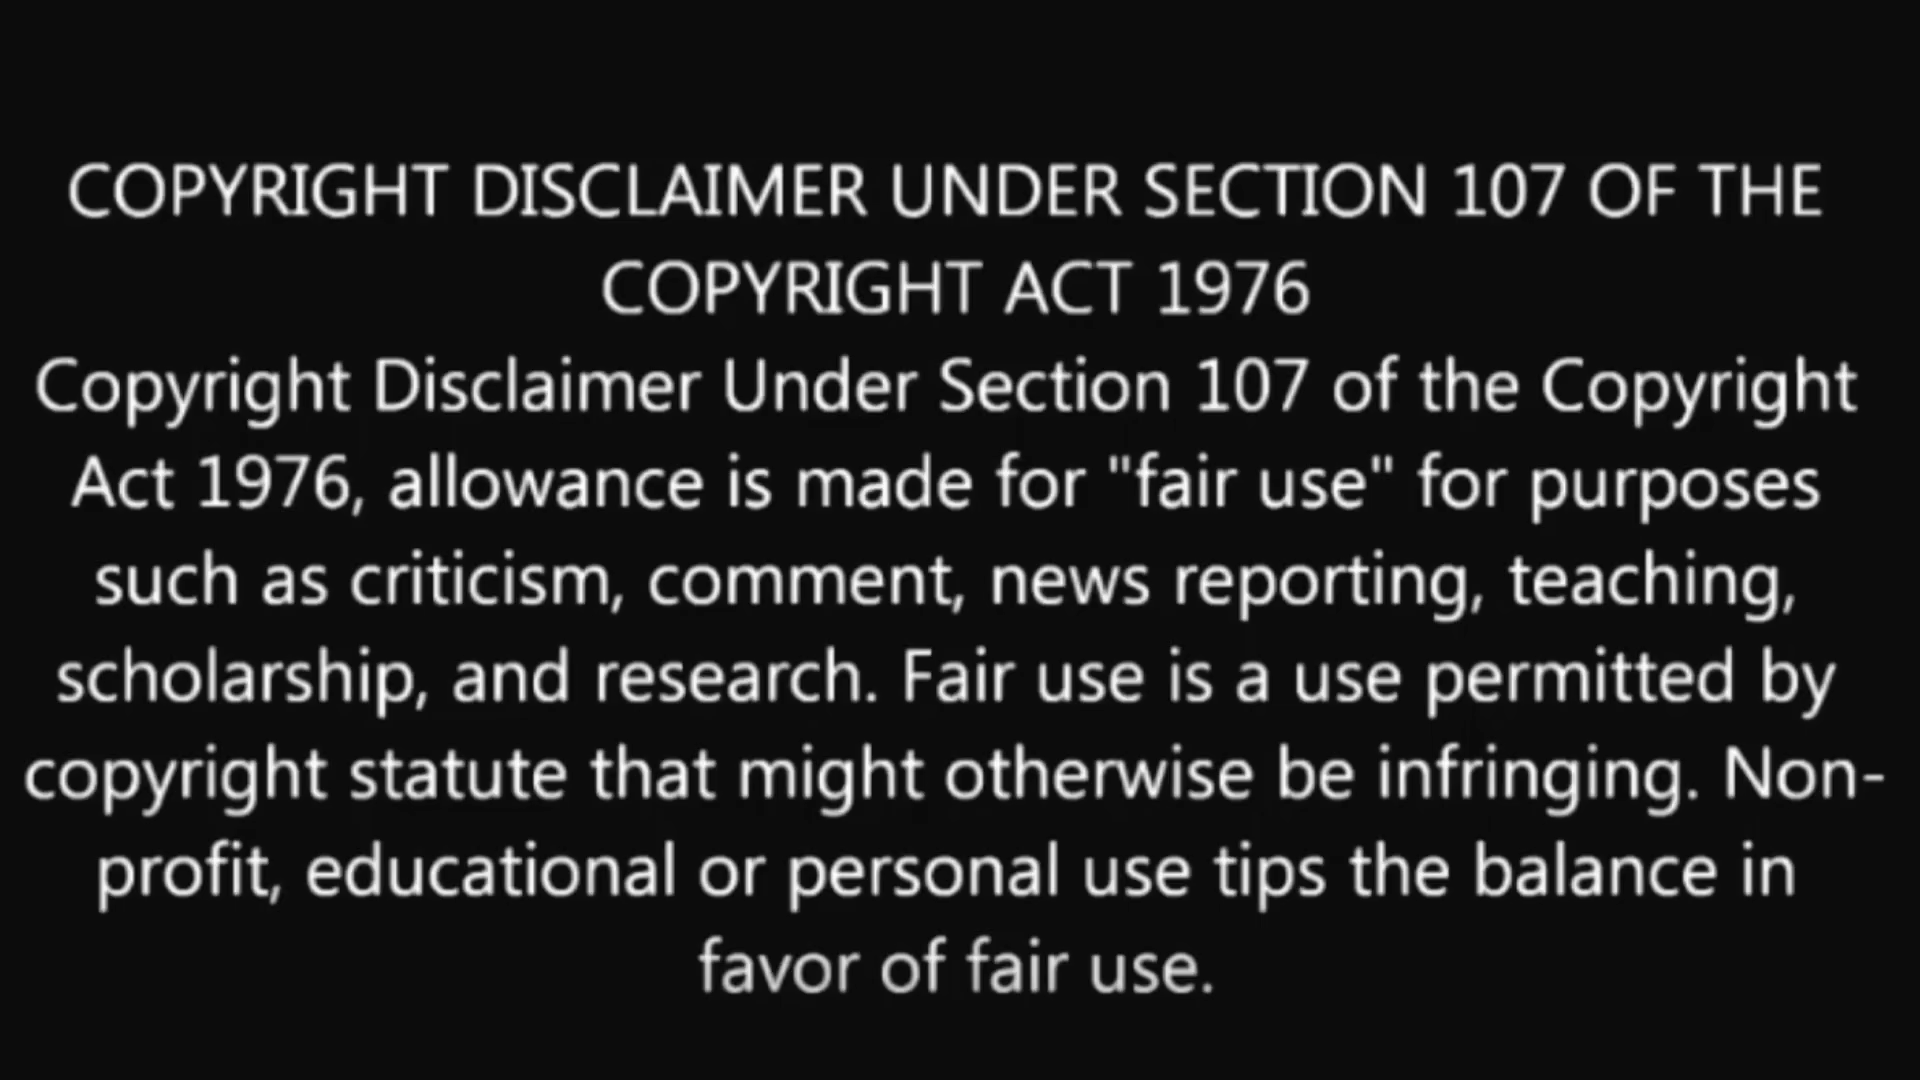 COPYRIGHT DISCLAIMER UNDER SECTION 107 OF THE
COPYRIGHT ACT 1976
Copyright Disclaimer Under Section 107 of the Copyright
Act 1976, allowance is made for "fair use" for purposes
such as criticism, comment, news reporting, teaching,
scholarship, and research. Fair use is a use permitted by
copyright statute that might otherwise be infringing. Non-
profit, educational or personal use tips the balance in
favor of fair use.